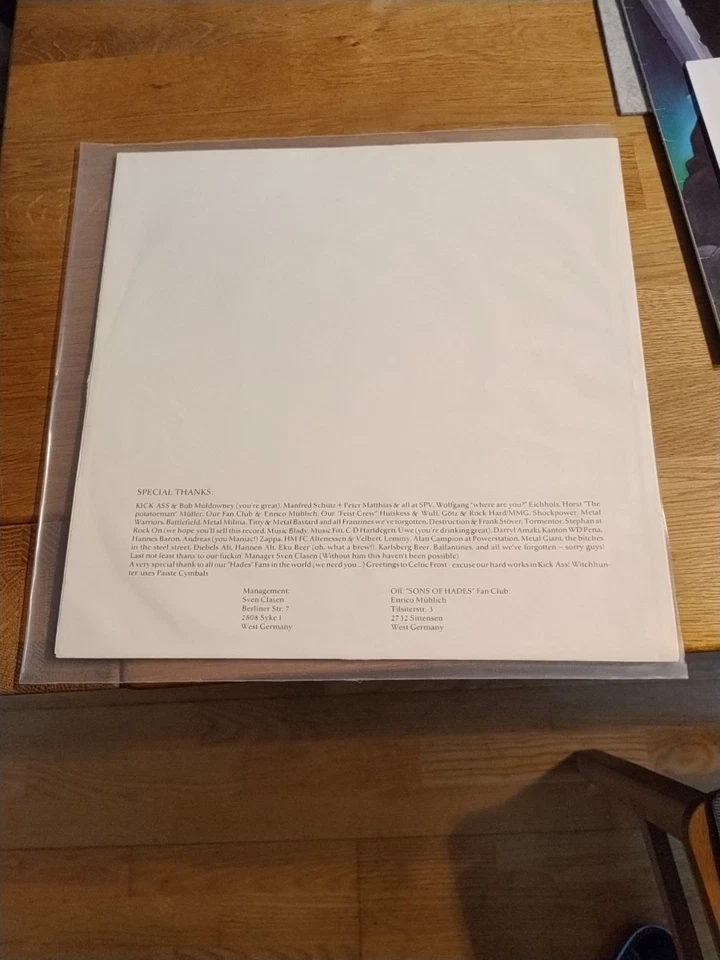 SPECIAL THANKS:
KICK ASS & Bob Muldowney (you're great), Manfred Schütz + Peter Matthias & all at SPV, Wolfgang "where are you?" Eichholz, Horst "The
potatoeman" Müller, Our Fan Club & Enrico Mühlich, Our "Feist Crew" Huiskess & Wulf, Götz & Rock Hard/MMG, Shockpower, Metal
Warriors, Battlefield, Metal Militia, Titty & Metal Bastard and all Franzines we've forgotten, Destruction & Frank Stöver, Tormentor, Stephan at
Rock On (we hope you'll sell this record, Music Blady, Music Fin, C.D Hartdegen, Uwe (you're drinking great), Darryl Amaki, Kanton WD Pena,
Hannes Baron, Andreas (you Maniac!) Zappa, HM FC Altenessen & Velbert, Lemmy, Alan Campion at Powerstation, Metal Giant, the bitches
in the steef street, Diebels Alt, Hannen Alt, Eku Beer (oh, what a brew!), Karlsberg Beer, Ballantines, and all we've forgotten – sorry guys!
Last not least thanx to our fuckin' Manager Sven Clasen (Without him this haven't been possible)
A very special thank to all our "Hades" Fans in the world (we need you...) Greetings to Celtic Frost - excuse our hard works in Kick Ass! Witchhun-
ter uses Paiste Cymbals
Management:
Sven Clasen
Berliner Str. 7
2808 Syke 1
West Germany
Off. "SONS OF HADES" Fan Club:
Enrico Mühlich
Tilsiterstr. 3
2732 Sittensen
West Germany